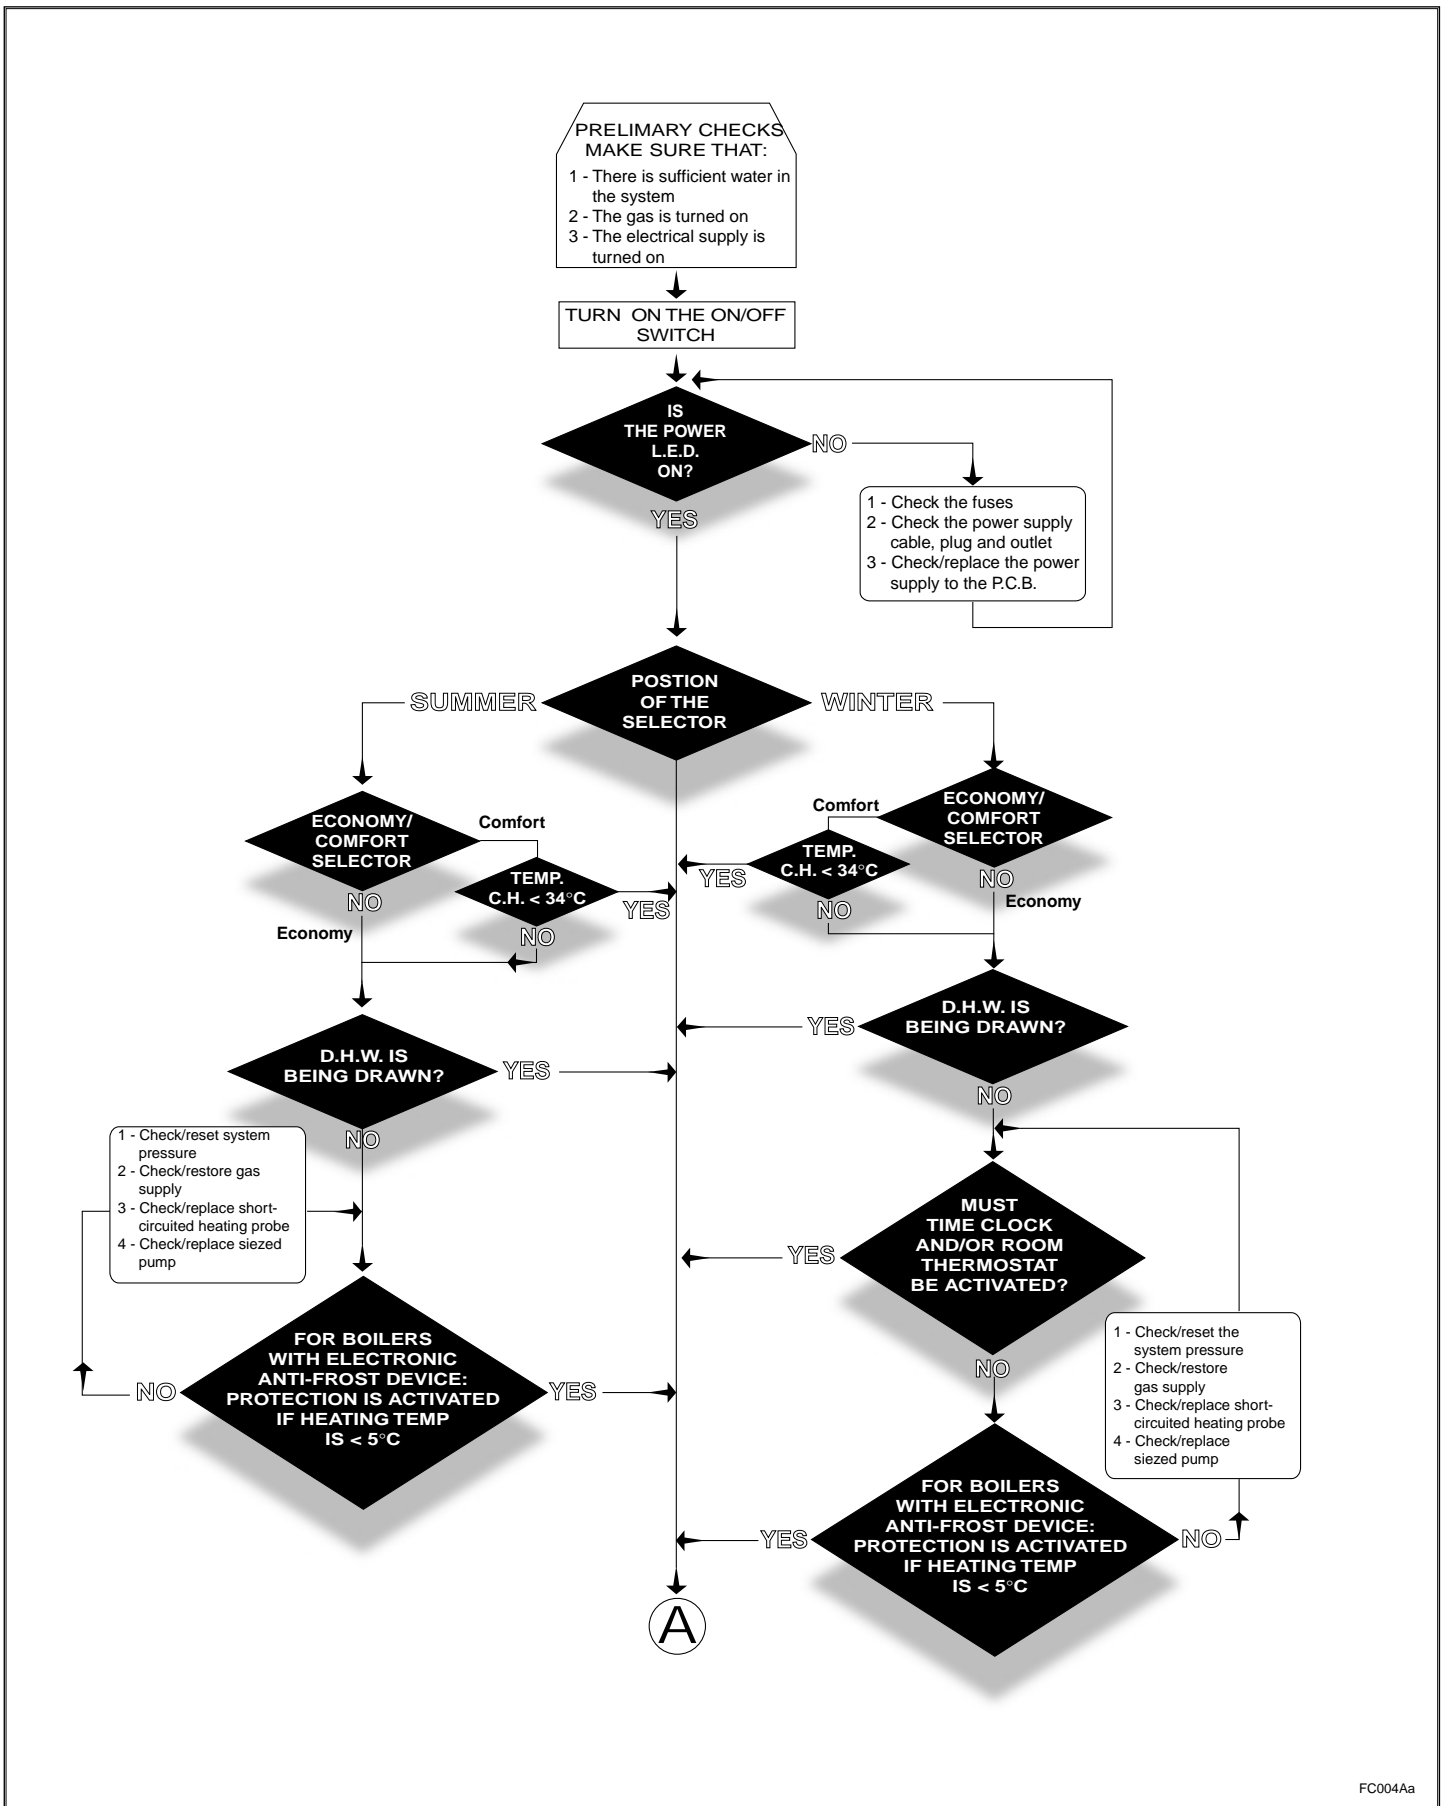 PRELIMARY CHECKS
MAKE SURE THAT:
1 - There is sufficient water in
the system
2 - The gas is turned on
3 - The electrical supply is
turned on
TURN ON THE ON/OFF
SWITCH
IS
THE POWER
L.E.D.
ON?
NO
YES
1 - Check the fuses
2 - Check the power supply
cable, plug and outlet
3 - Check/replace the power
supply to the P.C.B.
SUMMER
POSTION
OF THE
SELECTOR
WINTER
ECONOMY/
COMFORT
SELECTOR
Comfort
NO
Economy
TEMP.
C.H. < 34°C
YES
NO
Comfort
ECONOMY/
COMFORT
SELECTOR
NO
Economy
TEMP.
C.H. < 34°C
YES
NO
D.H.W. IS
BEING DRAWN?
YES
NO
D.H.W. IS
BEING DRAWN?
YES
NO
1 - Check/reset system
pressure
2 - Check/restore gas
supply
3 - Check/replace short-
circuited heating probe
4 - Check/replace siezed
pump
MUST
TIME CLOCK
AND/OR ROOM
THERMOSTAT
BE ACTIVATED?
YES
NO
FOR BOILERS
WITH ELECTRONIC
ANTI-FROST DEVICE:
PROTECTION IS ACTIVATED
IF HEATING TEMP
IS < 5°C
NO
YES
1 - Check/reset the
system pressure
2 - Check/restore
gas supply
3 - Check/replace short-
circuited heating probe
4 - Check/replace
siezed pump
FOR BOILERS
WITH ELECTRONIC
ANTI-FROST DEVICE:
PROTECTION IS ACTIVATED
IF HEATING TEMP
IS < 5°C
YES
NO
A
FC004Aa